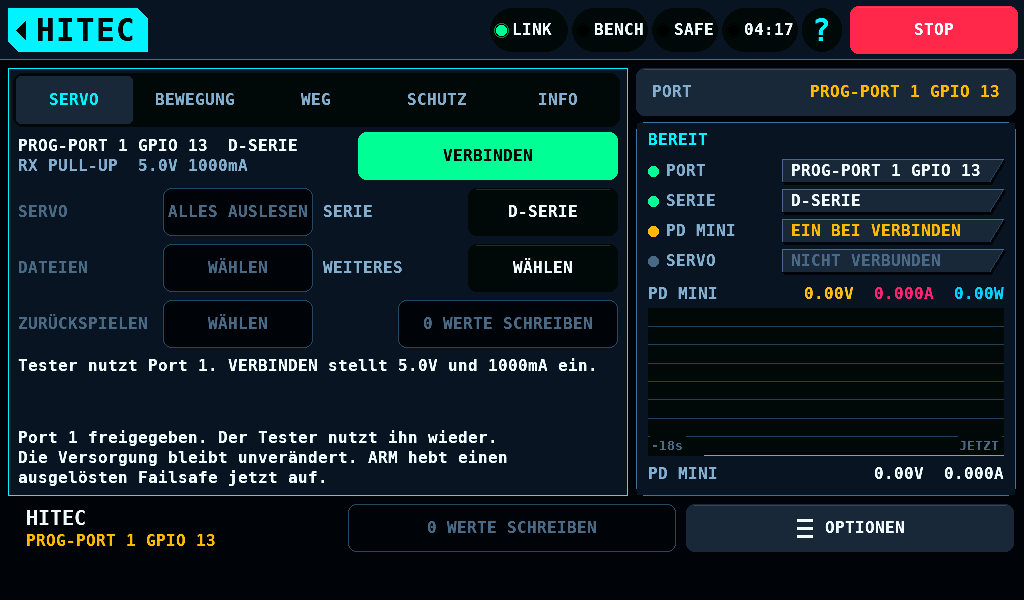 HITEC
LINK
BENCH
SAFE
04:17
?
STOP
SERVO
BEWEGUNG
WEG
SCHUTZ
INFO
PROG-PORT 1 GPIO 13  D-SERIE
RX PULL-UP  5.0V 1000mA
VERBINDEN
SERVO
ALLES AUSLESEN
SERIE
D-SERIE
DATEIEN
WÄHLEN
WEITERES
WÄHLEN
ZURÜCKSPIELEN
WÄHLEN
0 WERTE SCHREIBEN
Tester nutzt Port 1. VERBINDEN stellt 5.0V und 1000mA ein.
Port 1 freigegeben. Der Tester nutzt ihn wieder.
Die Versorgung bleibt unverändert. ARM hebt einen
ausgelösten Failsafe jetzt auf.
PORT
PROG-PORT 1 GPIO 13
BEREIT
PORT
PROG-PORT 1 GPIO 13
SERIE
D-SERIE
PD MINI
EIN BEI VERBINDEN
SERVO
NICHT VERBUNDEN
PD MINI
0.00V
0.000A
0.00W
-18s
JETZT
PD MINI
0.00V
0.000A
HITEC
PROG-PORT 1 GPIO 13
0 WERTE SCHREIBEN
OPTIONEN